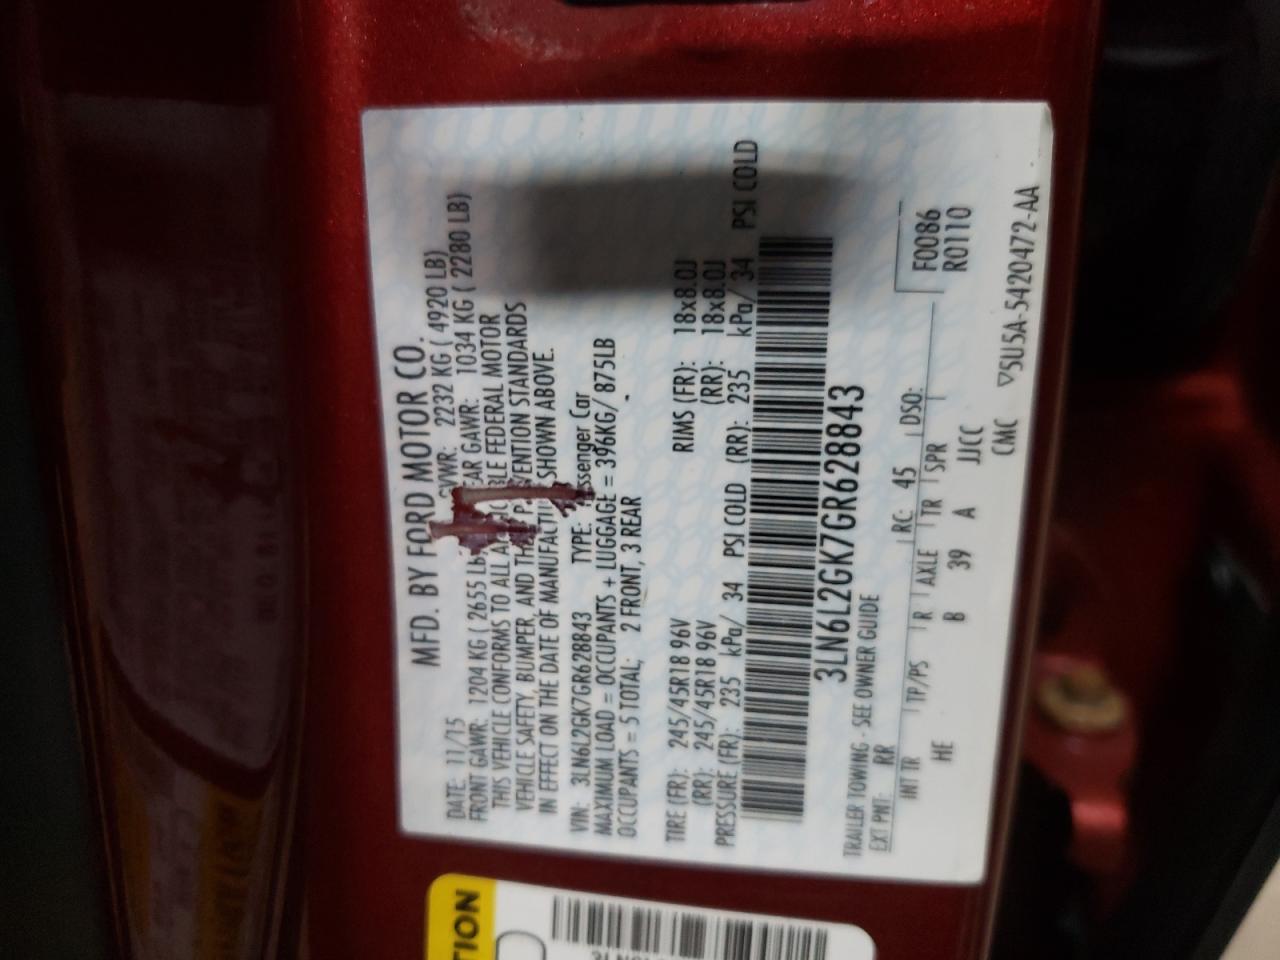 MFD. BY FORD MOTOR CO.
DATE: 11/15 GVWR: 2232 KG ( 4920 LB)
FRONT GAWR: 1204 KG ( 2655 LB REAR GAWR: 1034 KG ( 2280 LB)
THIS VEHICLE CONFORMS TO ALL FEDERAL MOTOR
VEHICLE SAFETY, BUMPER, AND STANDARDS
IN EFFECT ON THE DATE OF SHOWN ABOVE.
VIN: 3LN6L2GK7GR628843 TYPE: Car
MAXIMUM LOAD = OCCUPANTS + LUGGAGE = 396KG/ 875LB
OCCUPANTS = 5 TOTAL; 2 FRONT, 3 REAR
TIRE (FR): 245/45R18 96V RIMS (FR): 18x8.0J
(RR): 245/45R18 96V (RR): 18x8.0J
PRESSURE (FR): 235 kPa/ 34 PSI COLD (RR): 235 kPa/ 34 PSI COLD
3LN6L2GK7GR628843
TRAILER TOWING - SEE OWNER GUIDE
EXT PNT: RR RC: 45 DSO: F0086
R0110
INT TR TP/PS R AXLE TR SPR
HE B 39 A JJCC
CMC ▽5U5A-5420472-AA
TION